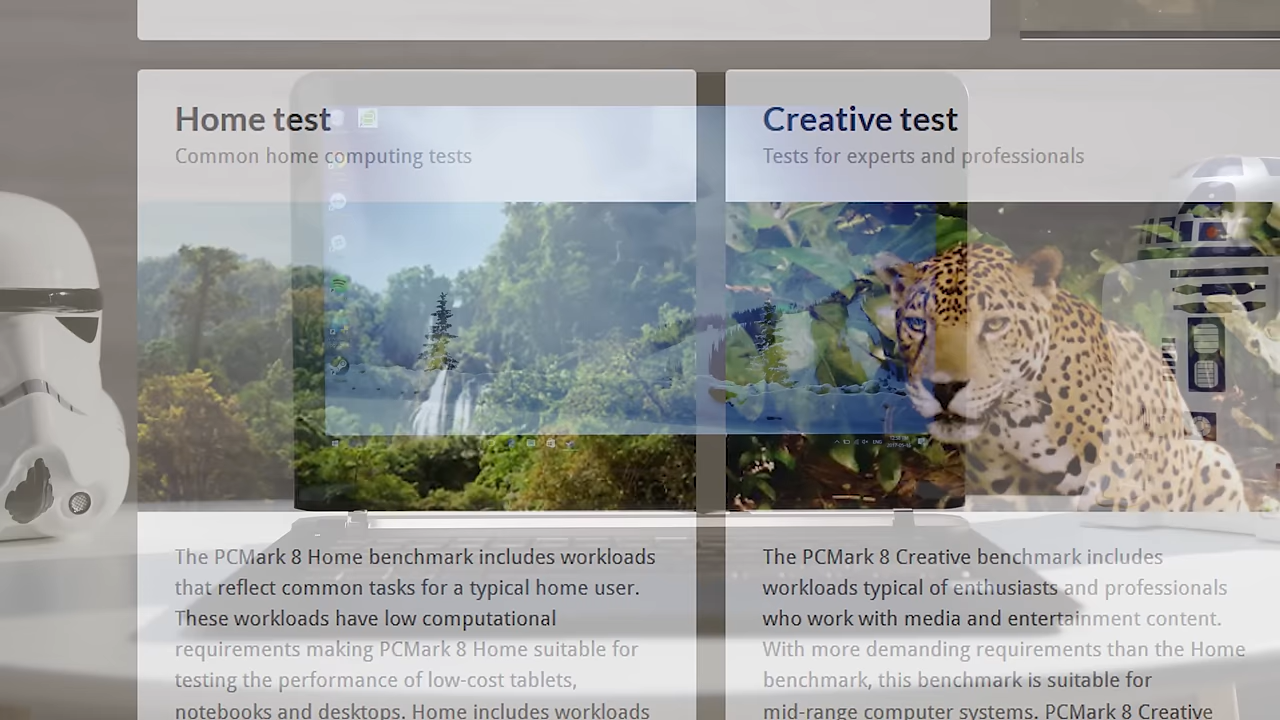 Home test
Common home computing tests
The PCMark 8 Home benchmark includes workloads
that reflect common tasks for a typical home user.
These workloads have low computational
requirements making PCMark 8 Home suitable for
testing the performance of low-cost tablets,
notebooks and desktops. Home includes workloads
Creative test
Tests for experts and professionals
The PCMark 8 Creative benchmark includes
workloads typical of enthusiasts and professionals
who work with media and entertainment content.
With more demanding requirements than the Home
benchmark, this benchmark is suitable for
mid-range computer systems. PCMark 8 Creative